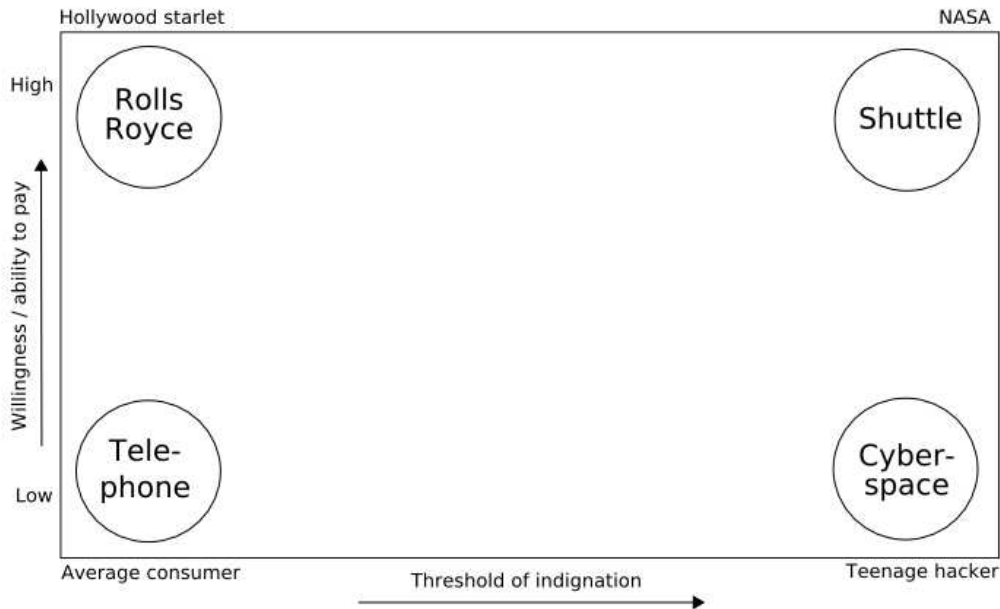 Hollywood starlet
NASA
High
Rolls
Royce
Shuttle
Willingness / ability to pay
Tele-
phone
Cyber-
space
Low
Average consumer
Threshold of indignation
Teenage hacker